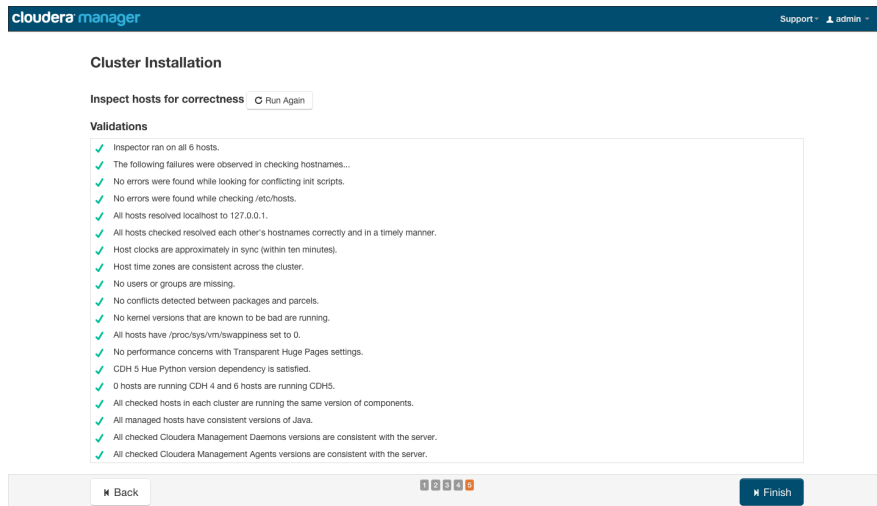 cloudera manager
Support admin
Cluster Installation
Inspect hosts for correctness Run Again
Validations
Inspector ran on all 6 hosts.
The following failures were observed in checking hostnames...
No errors were found while looking for conflicting init scripts.
No errors were found while checking /etc/hosts.
All hosts resolved localhost to 127.0.0.1.
All hosts checked resolved each other's hostnames correctly and in a timely manner.
Host clocks are approximately in sync (within ten minutes).
Host time zones are consistent across the cluster.
No users or groups are missing.
No conflicts detected between packages and parcels.
No kernel versions that are known to be bad are running.
All hosts have /proc/sys/vm/swappiness set to 0.
No performance concerns with Transparent Huge Pages settings.
CDH 5 Hue Python version dependency is satisfied.
0 hosts are running CDH 4 and 6 hosts are running CDH5.
All checked hosts in each cluster are running the same version of components.
All managed hosts have consistent versions of Java.
All checked Cloudera Management Daemons versions are consistent with the server.
All checked Cloudera Management Agents versions are consistent with the server.
Back 1 2 3 4 5 Finish